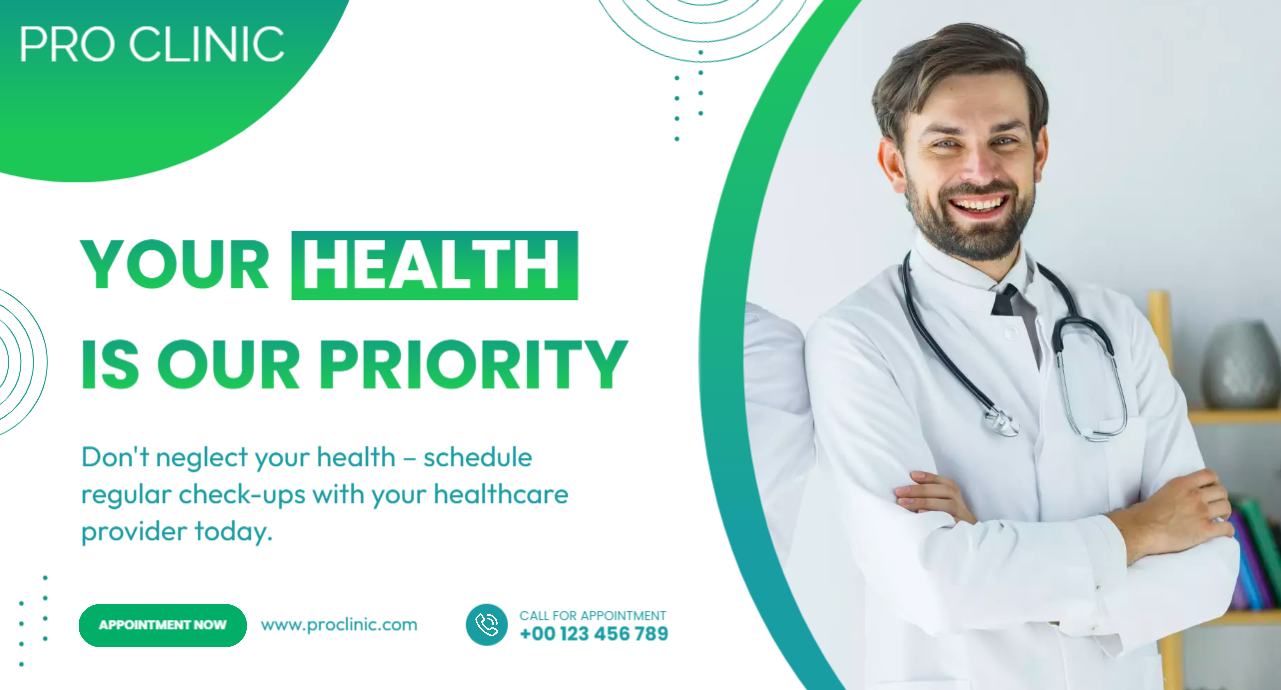 PRO CLINIC
YOUR HEALTH
IS OUR PRIORITY
Don't neglect your health – schedule
regular check-ups with your healthcare
provider today.
APPOINTMENT NOW
www.proclinic.com
CALL FOR APPOINTMENT
+00 123 456 789